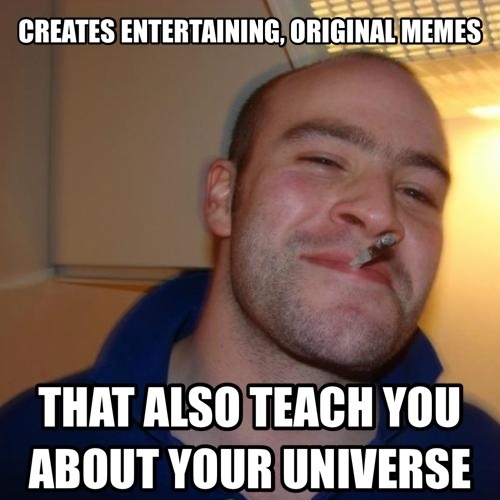 CREATES ENTERTAINING, ORIGINAL MEMES
THAT ALSO TEACH YOU
ABOUT YOUR UNIVERSE